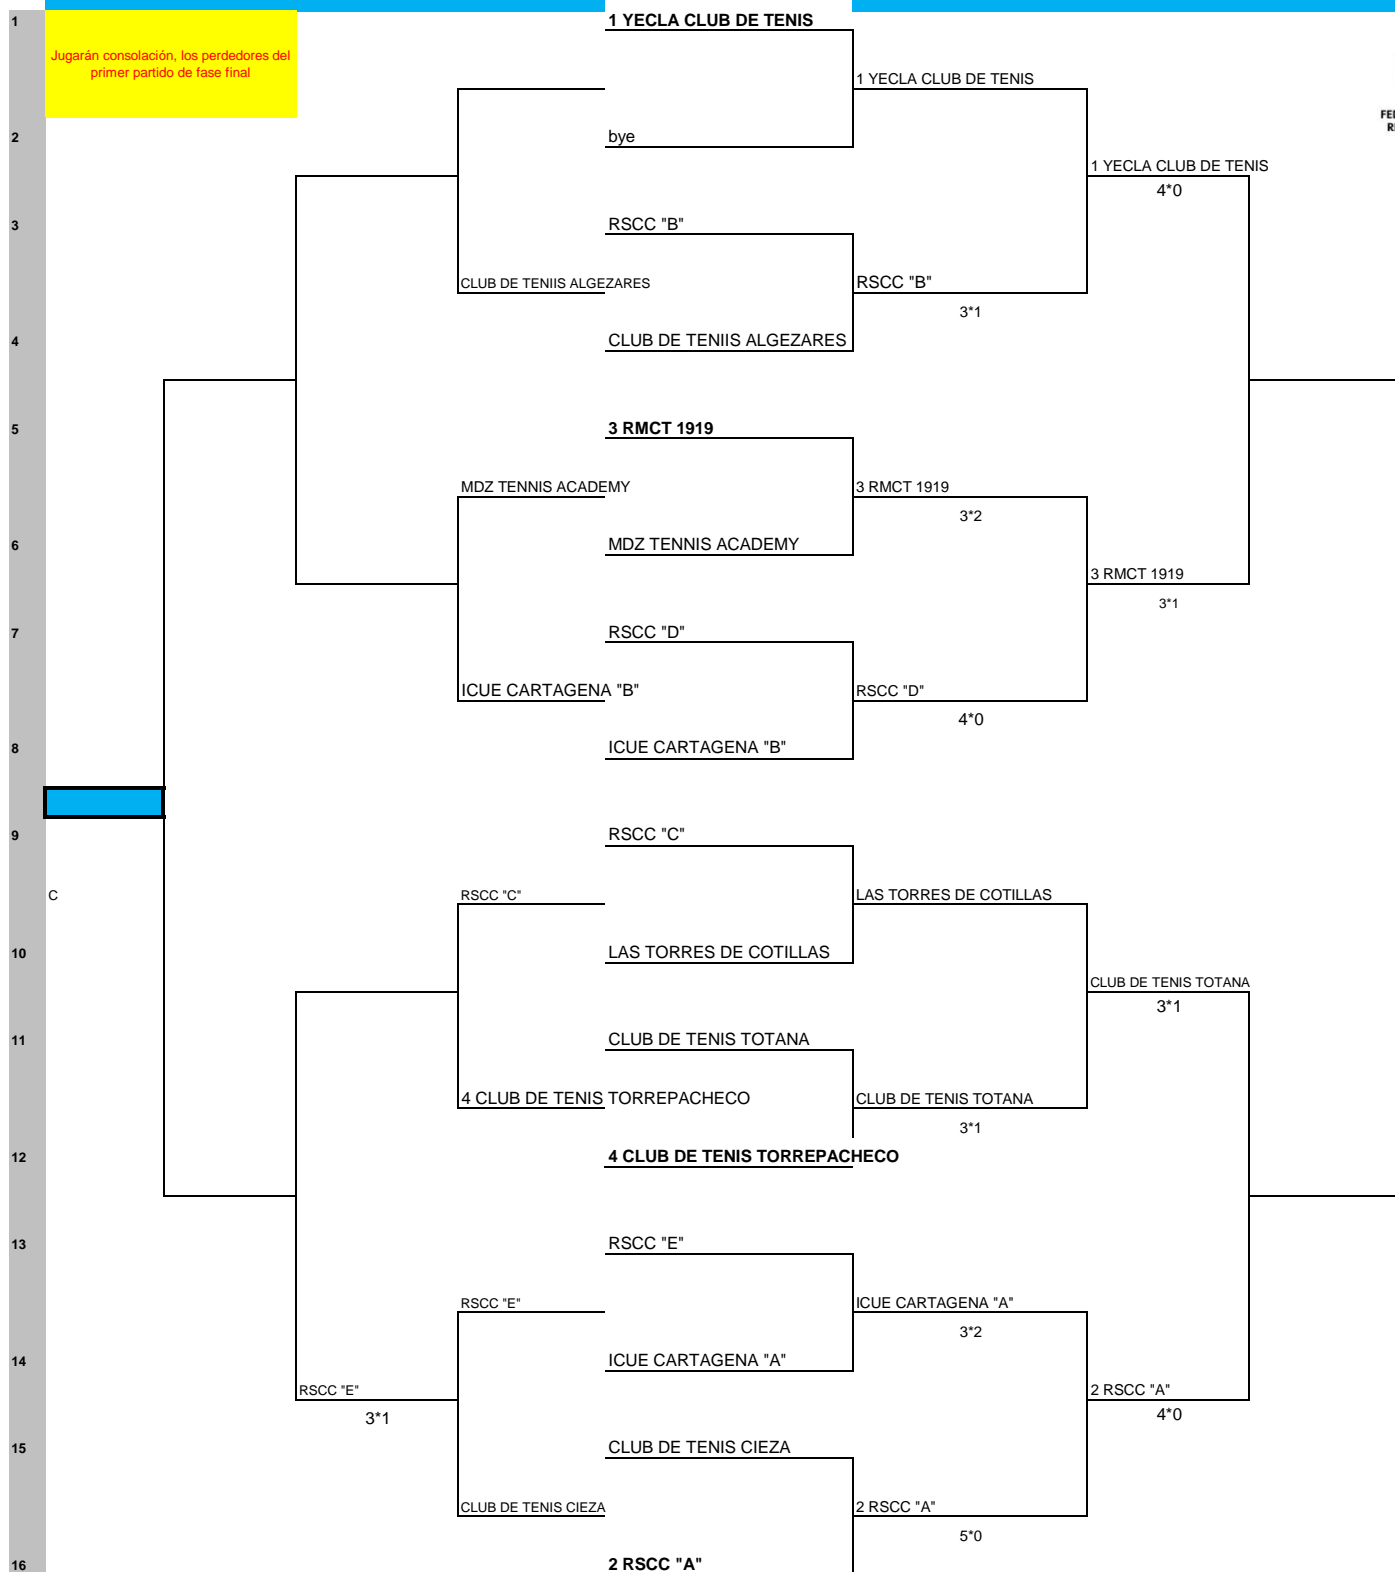 1
1 YECLA CLUB DE TENIS
Jugarán consolación, los perdedores del
primer partido de fase final
1 YECLA CLUB DE TENIS
2
bye
1 YECLA CLUB DE TENIS
4*0
3
RSCC "B"
CLUB DE TENIIS ALGEZARES
RSCC "B"
3*1
4
CLUB DE TENIIS ALGEZARES
5
3 RMCT 1919
MDZ TENNIS ACADEMY
3 RMCT 1919
3*2
6
MDZ TENNIS ACADEMY
3 RMCT 1919
3*1
7
RSCC "D"
ICUE CARTAGENA "B"
RSCC "D"
4*0
8
ICUE CARTAGENA "B"
9
RSCC "C"
C
RSCC "C"
LAS TORRES DE COTILLAS
10
LAS TORRES DE COTILLAS
CLUB DE TENIS TOTANA
3*1
11
CLUB DE TENIS TOTANA
4 CLUB DE TENIS TORREPACHECO
CLUB DE TENIS TOTANA
3*1
12
4 CLUB DE TENIS TORREPACHECO
13
RSCC "E"
RSCC "E"
ICUE CARTAGENA "A"
3*2
14
ICUE CARTAGENA "A"
RSCC "E"
3*1
2 RSCC "A"
4*0
15
CLUB DE TENIS CIEZA
CLUB DE TENIS CIEZA
2 RSCC "A"
5*0
16
2 RSCC "A"